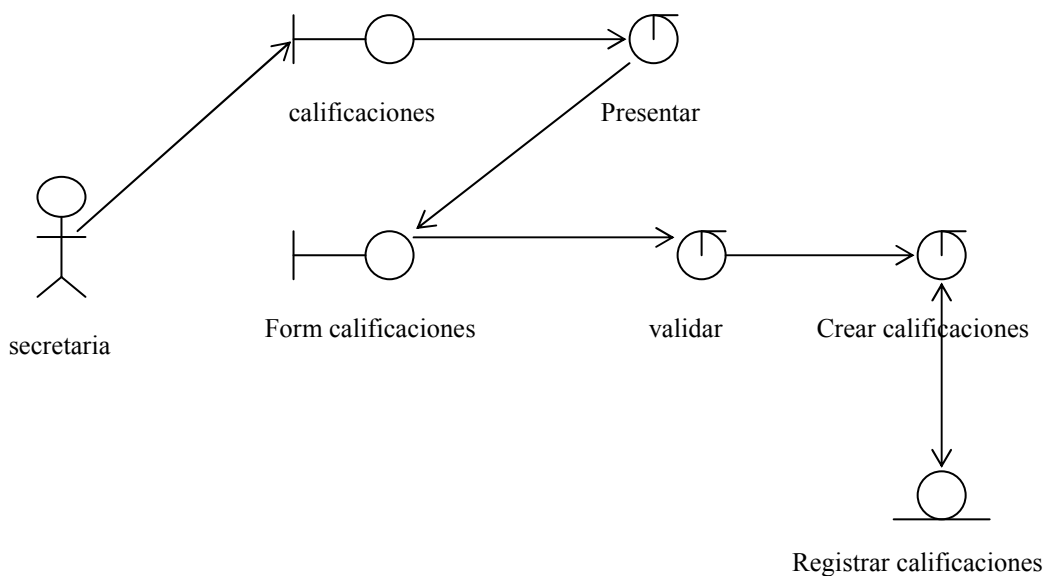 calificaciones
Presentar
secretaria
Form calificaciones
validar
Crear calificaciones
Registrar calificaciones